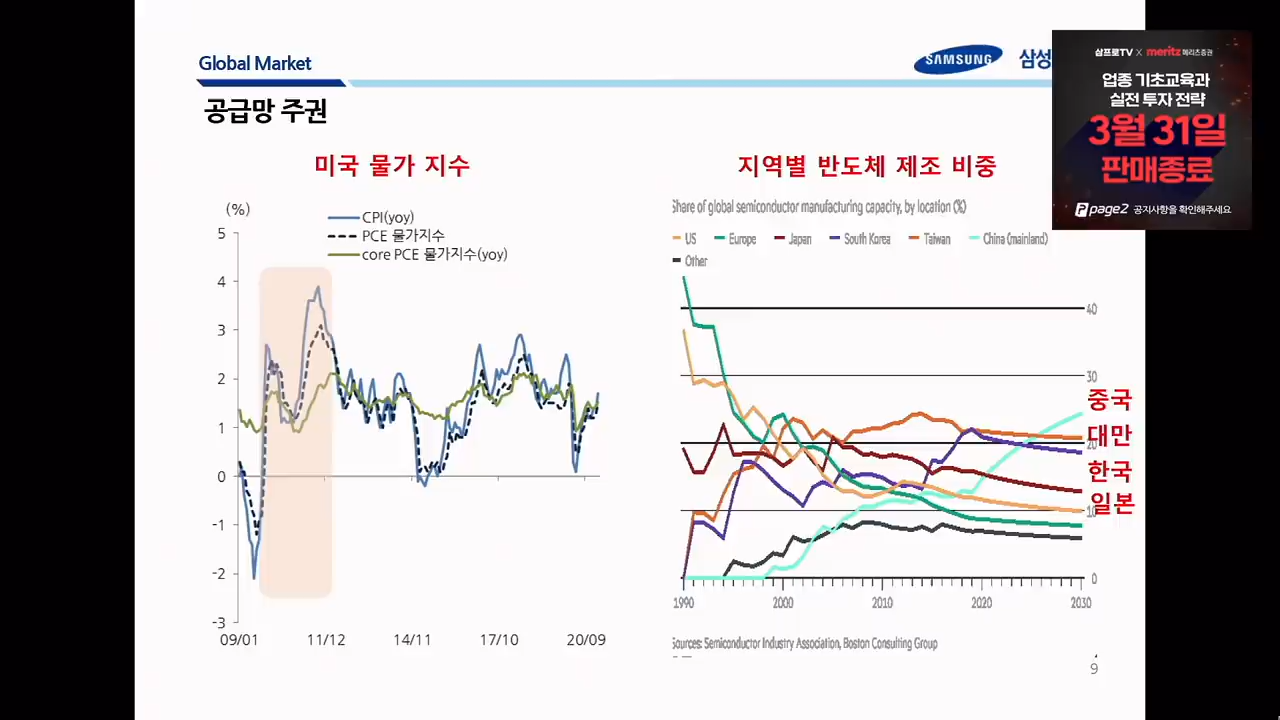 Global Market
SAMSUNG 삼성
공급망 주권
삼프로TV X meritz 메리츠증권
업종 기초교육과
실전 투자 전략
3월 31일
판매종료
page2 공지사항을 확인해주세요
미국 물가 지수
(%)
CPI(yoy)
PCE 물가지수
core PCE 물가지수(yoy)
5
4
3
2
1
0
-1
-2
-3
09/01 11/12 14/11 17/10 20/09
지역별 반도체 제조 비중
Share of global semiconductor manufacturing capacity, by location (%)
US Europe Japan South Korea Taiwan China (mainland)
Other
40
30
20
10
0
중국
대만
한국
일본
1990 2000 2010 2020 2030
Sources: Semiconductor Industry Association, Boston Consulting Group
9